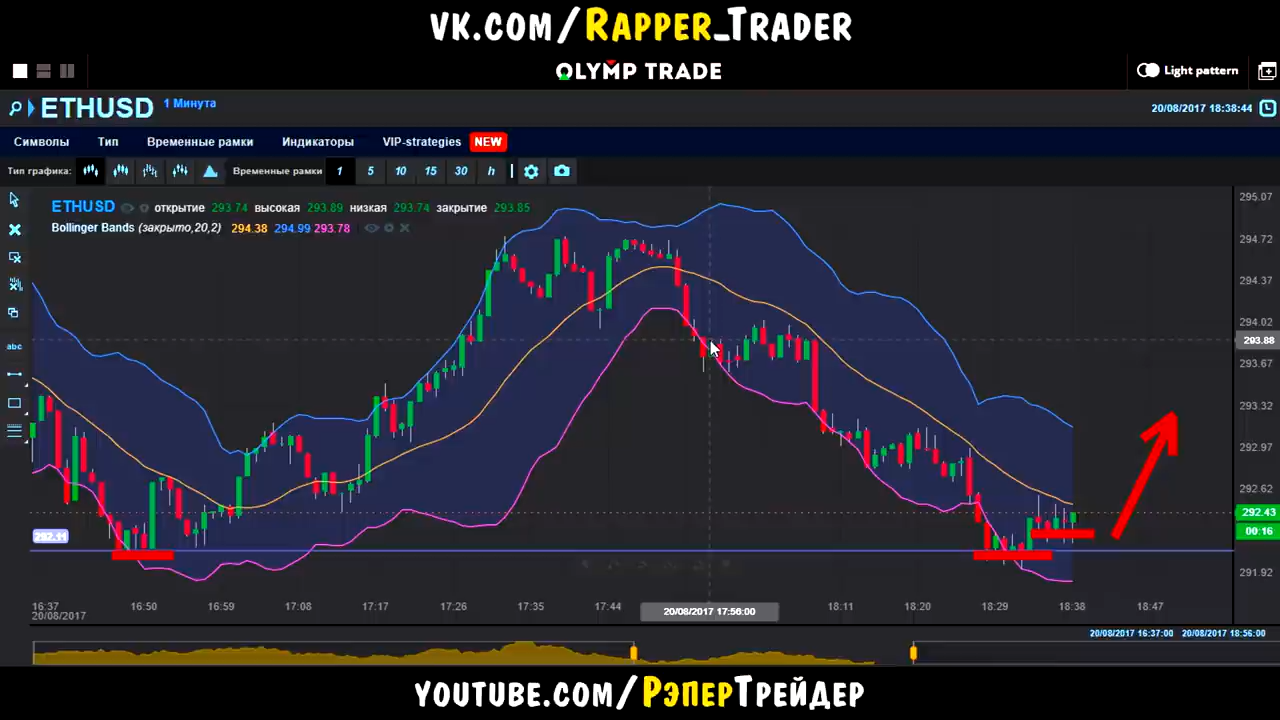 vk.com/Rapper_Trader
OLYMP TRADE
Light pattern
ETHUSD 1 Минута
20/08/2017 18:38:44
Символы Тип Временные рамки Индикаторы VIP-strategies NEW
Тип графика: Временные рамки 1 5 10 15 30 h
ETHUSD открытие 293.74 высокая 293.89 низкая 293.74 закрытие 293.85
Bollinger Bands (закрыто,20,2) 294.38 294.99 293.78
abc
295.07
294.72
294.37
294.02
293.88
293.67
293.32
292.97
292.62
292.43
00:16
292.11
291.92
16:37 16:50 16:59 17:08 17:17 17:26 17:35 17:44 20/08/2017 17:56:00 18:11 18:20 18:29 18:38 18:47
20/08/2017
20/08/2017 16:37:00 20/08/2017 18:56:00
youtube.com/РэперТрейдер